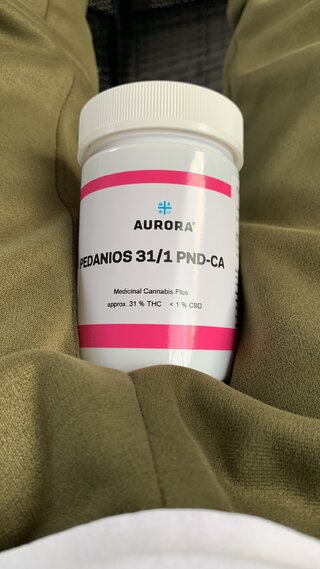 AURORA®
PEDANIOS 31/1 PND-CA
Medicinal Cannabis Flos
approx. 31 % THC < 1 % CBD